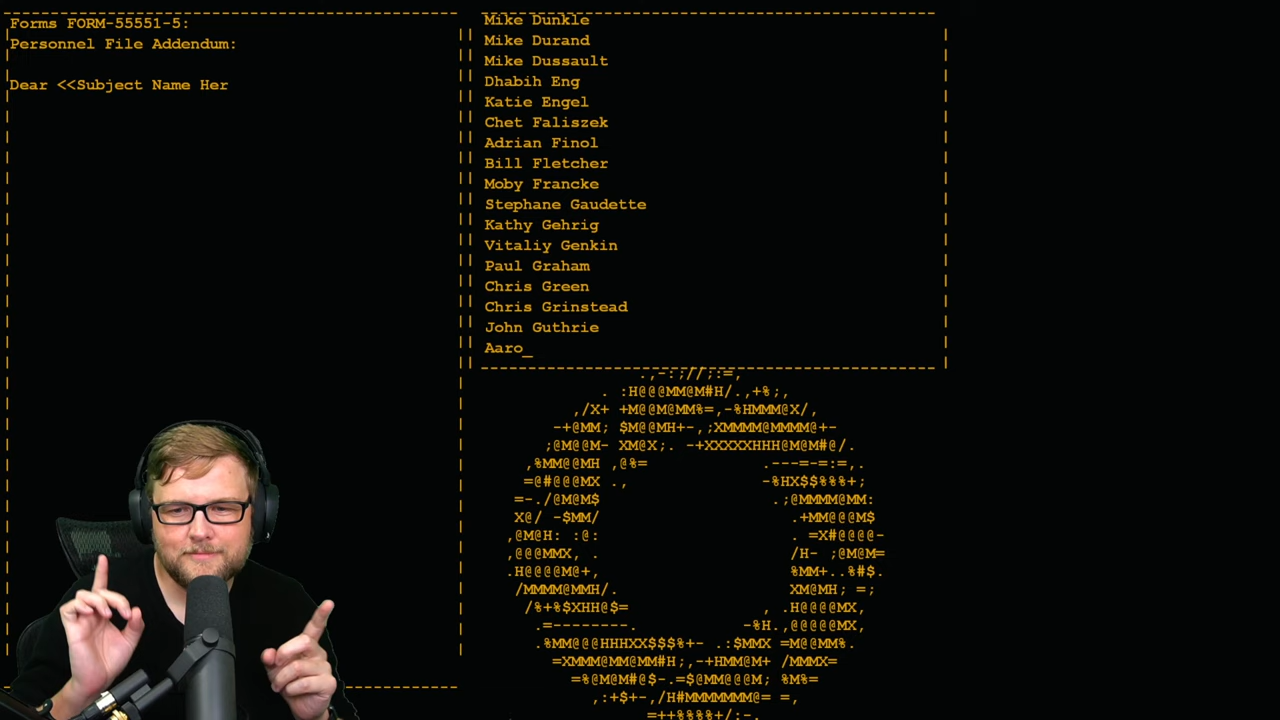 Forms FORM-55551-5:
Personnel File Addendum:
Dear <<Subject Name Her
Mike Dunkle
Mike Durand
Mike Dussault
Dhabih Eng
Katie Engel
Chet Faliszek
Adrian Finol
Bill Fletcher
Moby Francke
Stephane Gaudette
Kathy Gehrig
Vitaliy Genkin
Paul Graham
Chris Green
Chris Grinstead
John Guthrie
Aaro_